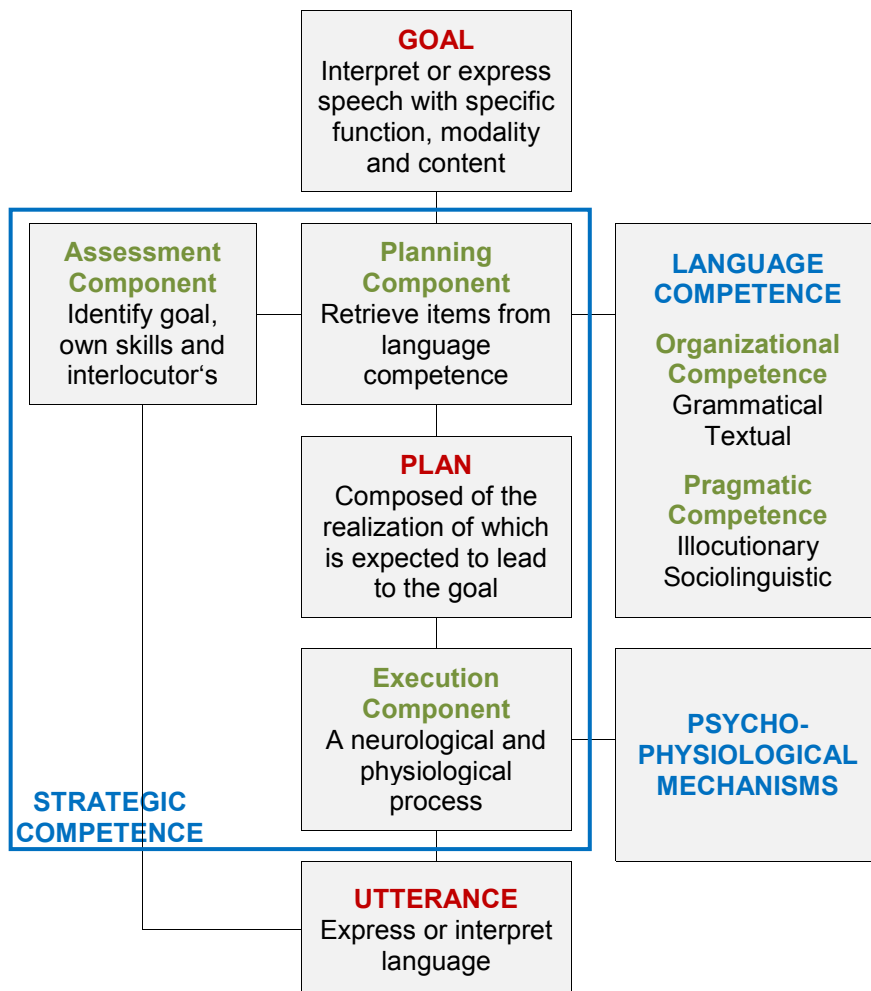 GOAL
Interpret or express
speech with specific
function, modality
and content
Assessment
Component
Identify goal,
own skills and
interlocutor‘s
Planning
Component
Retrieve items from
language
competence
LANGUAGE
COMPETENCE
Organizational
Competence
Grammatical
Textual
Pragmatic
Competence
Illocutionary
Sociolinguistic
PLAN
Composed of the
realization of which
is expected to lead
to the goal
Execution
Component
A neurological and
physiological
process
PSYCHO-
PHYSIOLOGICAL
MECHANISMS
STRATEGIC
COMPETENCE
UTTERANCE
Express or interpret
language